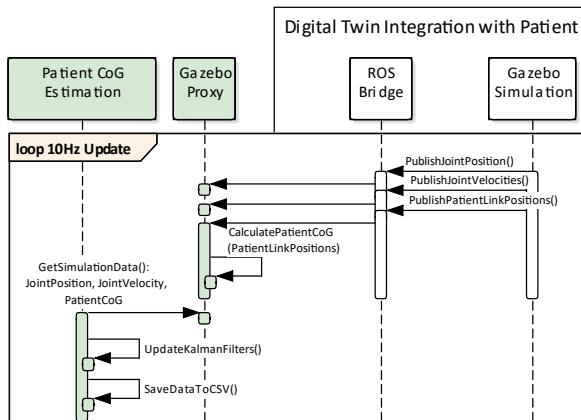 Digital Twin Integration with Patient
Patient CoG
Estimation
Gazebo
Proxy
ROS
Bridge
Gazebo
Simulation
loop 10Hz Update
PublishJointPosition()
PublishJointVelocities()
PublishPatientLinkPositions()
CalculatePatientCoG
(PatientLinkPositions)
GetSimulationData():
JointPosition, JointVelocity,
PatientCoG
UpdateKalmanFilters()
SaveDataToCSV()